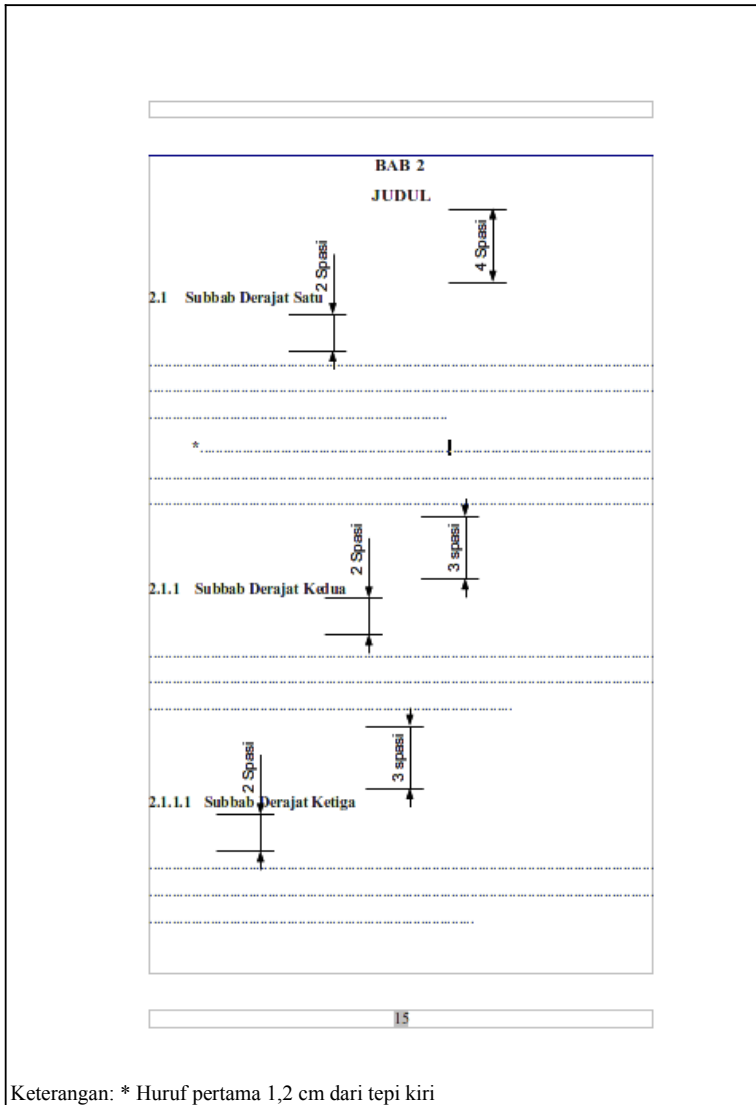 BAB 2
JUDUL
4 Spasi
2 Spasi
2.1 Subbab Derajat Satu
*
3 spasi
2 Spasi
2.1.1 Subbab Derajat Kedua
3 spasi
2 Spasi
2.1.1.1 Subbab Derajat Ketiga
15
Keterangan: * Huruf pertama 1,2 cm dari tepi kiri